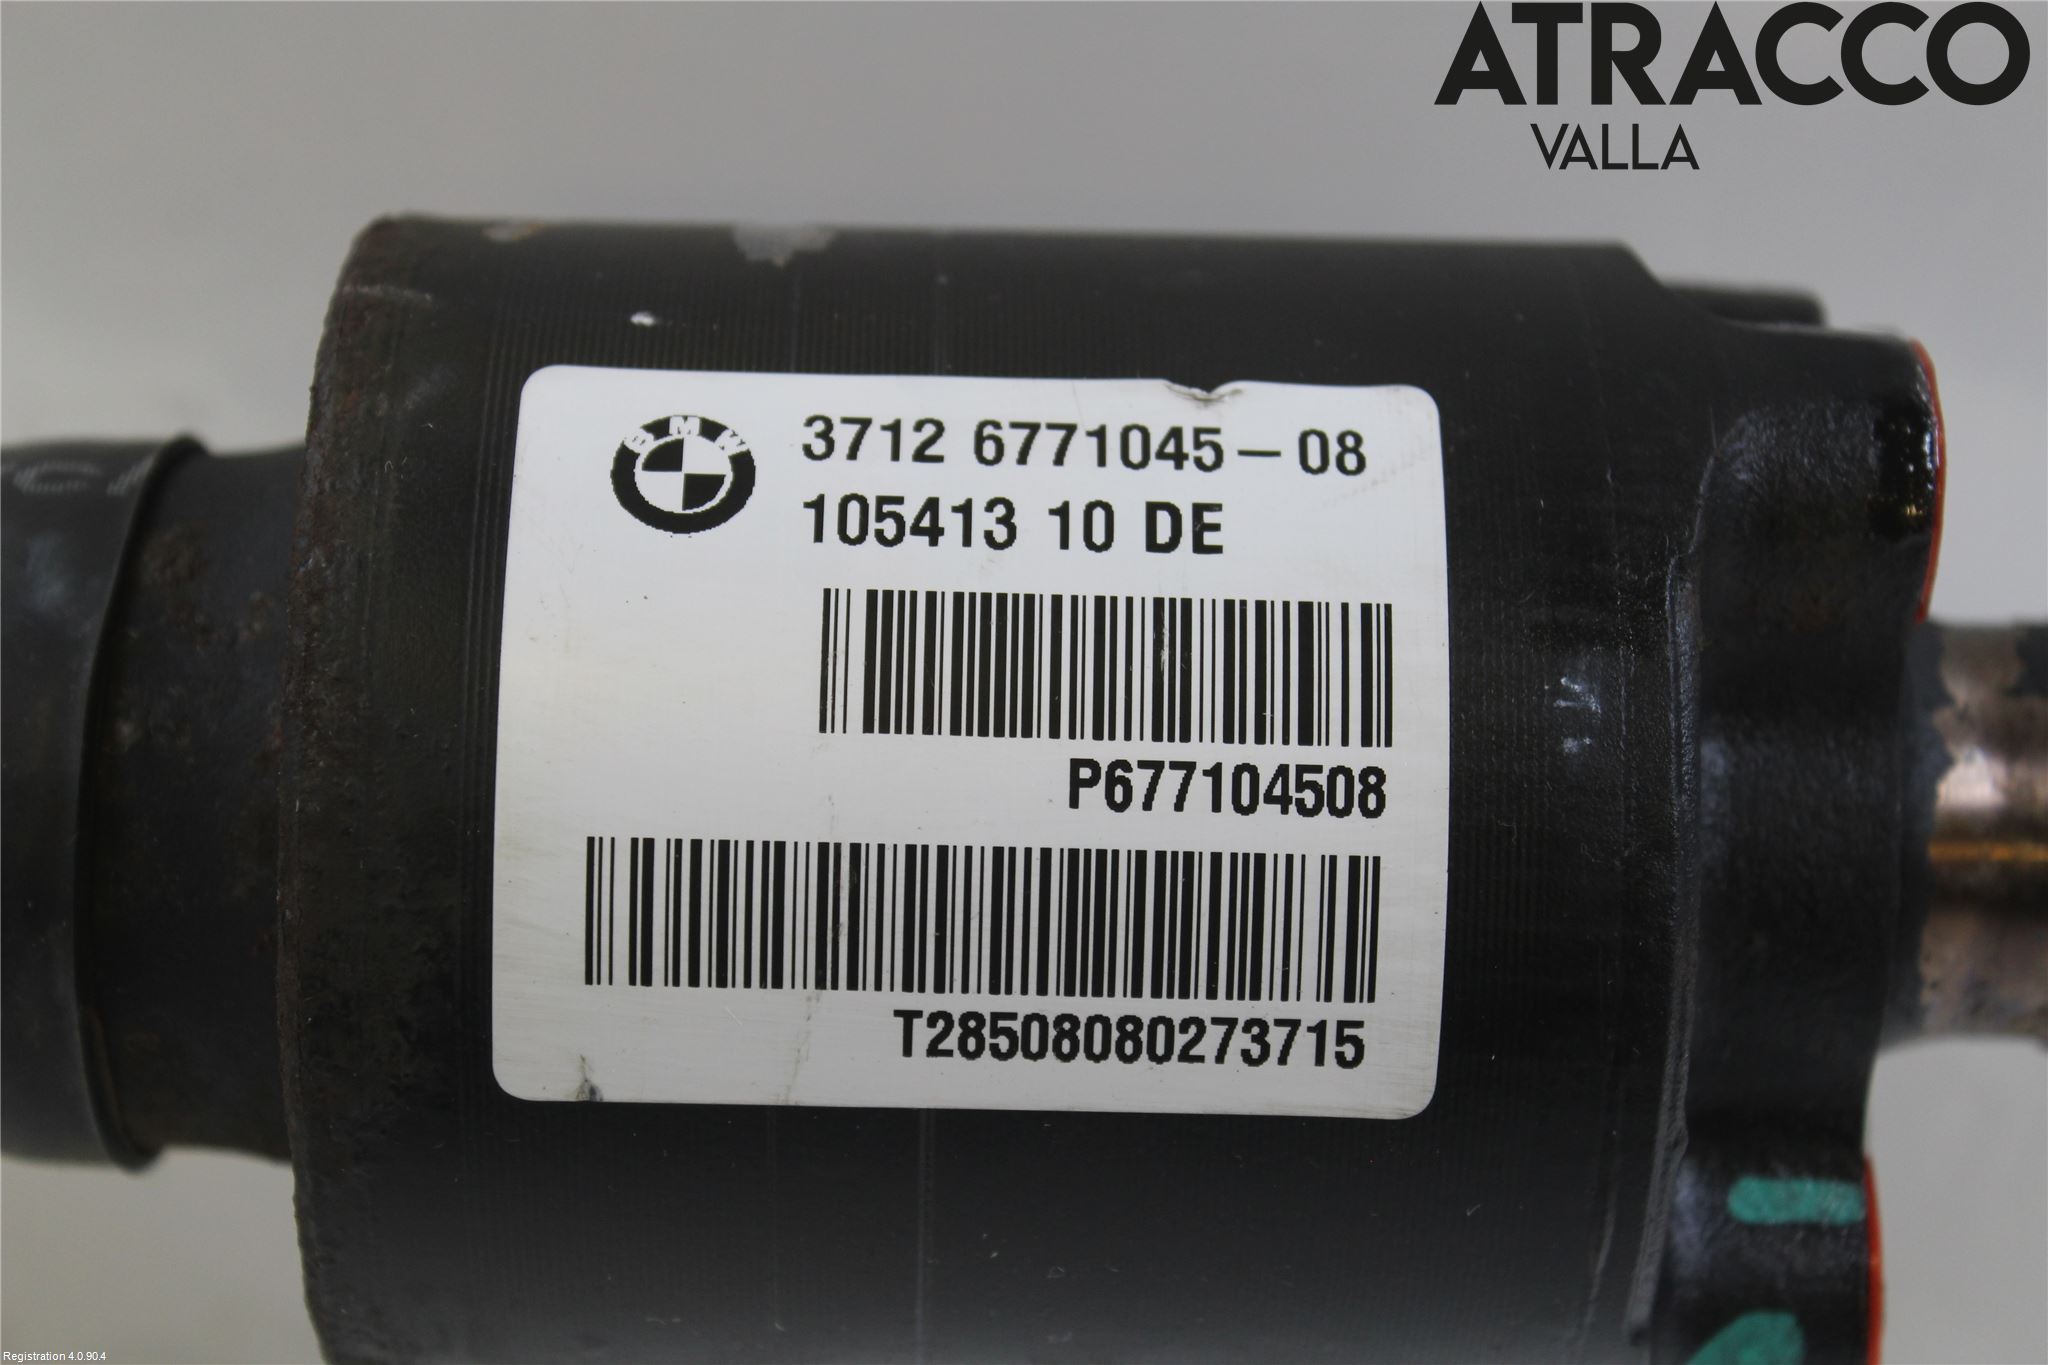 ATRACCO
VALLA
BMW
3712 6771045-08
105413 10 DE
P677104508
T28508080273715
Registration 4.0.90.4